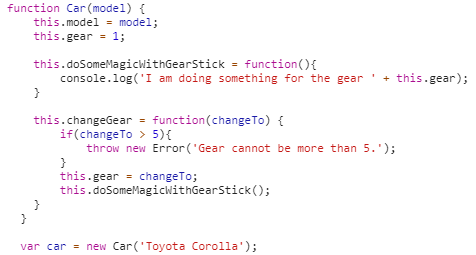 function Car(model) {
this.model = model;
this.gear = 1;
this.doSomeMagicWithGearStick = function(){
console.log('I am doing something for the gear ' + this.gear);
}
this.changeGear = function(changeTo) {
if(changeTo > 5){
throw new Error('Gear cannot be more than 5.');
}
this.gear = changeTo;
this.doSomeMagicWithGearStick();
}
}
var car = new Car('Toyota Corolla');